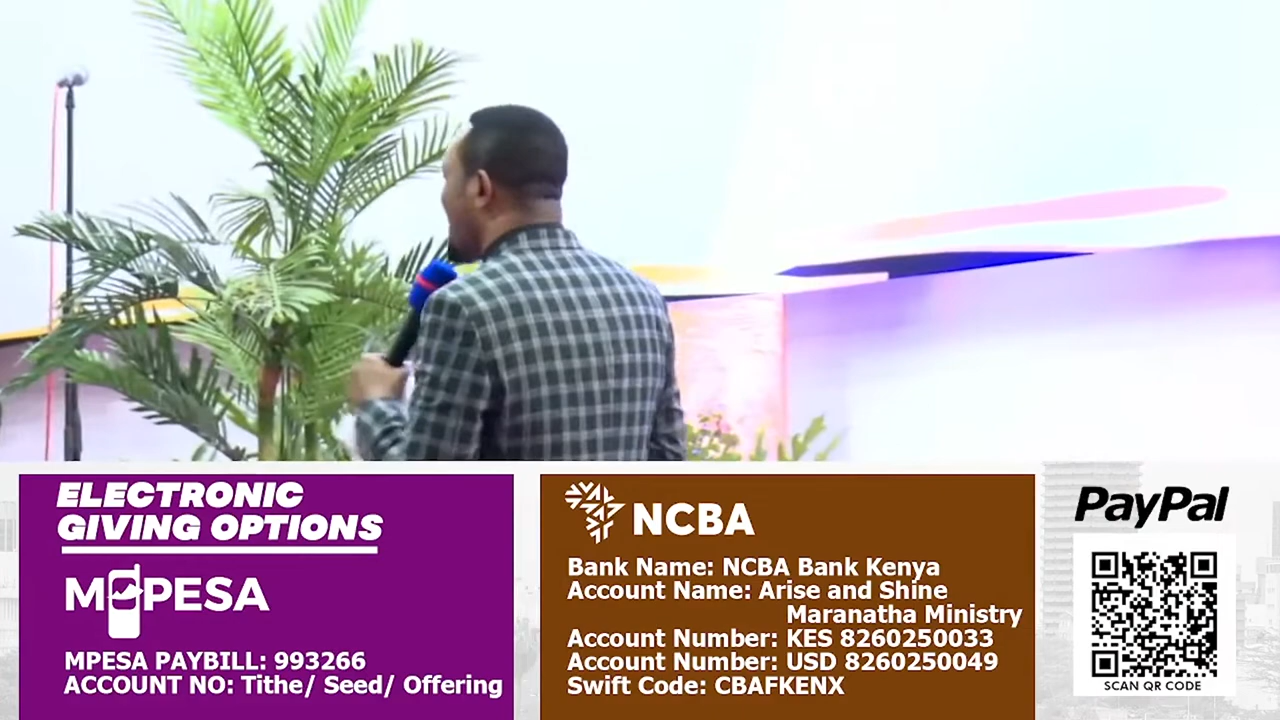 ELECTRONIC
GIVING OPTIONS
M-PESA
MPESA PAYBILL: 993266
ACCOUNT NO: Tithe/ Seed/ Offering
NCBA
Bank Name: NCBA Bank Kenya
Account Name: Arise and Shine
Maranatha Ministry
Account Number: KES 8260250033
Account Number: USD 8260250049
Swift Code: CBAFKENX
PayPal
SCAN QR CODE